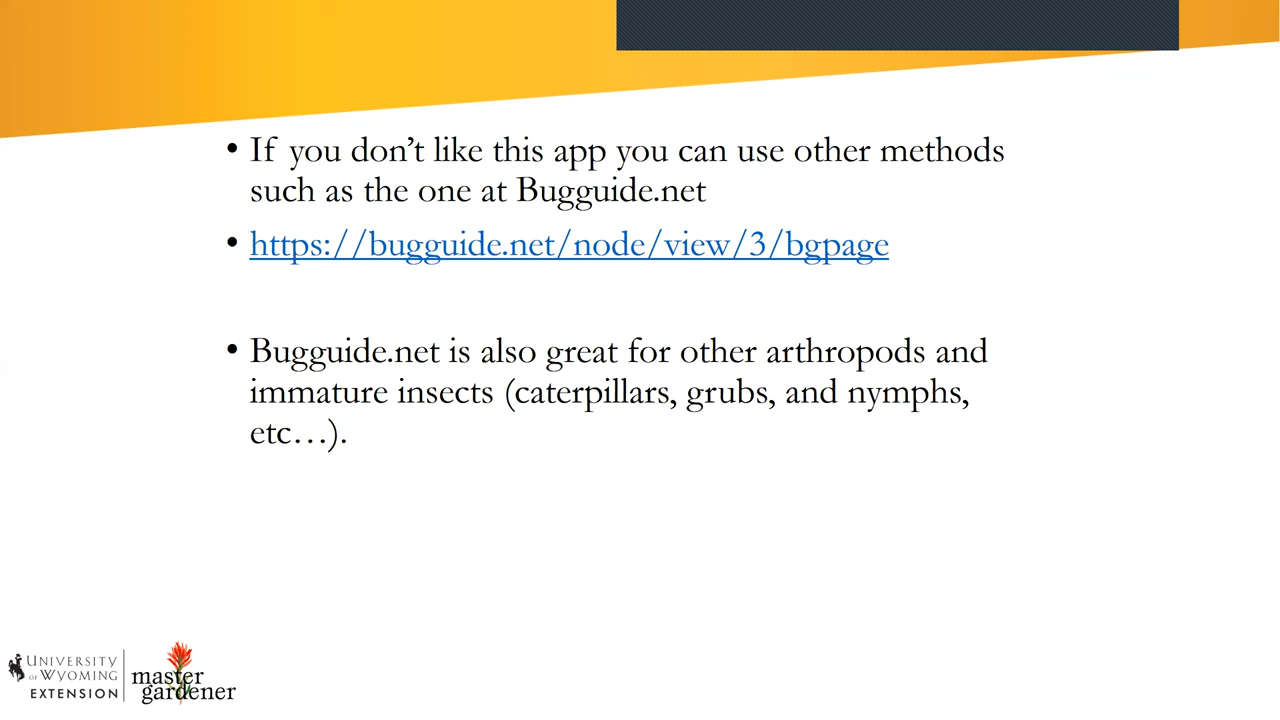 • If you don’t like this app you can use other methods
such as the one at Bugguide.net
• https://bugguide.net/node/view/3/bgpage
• Bugguide.net is also great for other arthropods and
immature insects (caterpillars, grubs, and nymphs,
etc…).
UNIVERSITY
OF WYOMING
EXTENSION
master
gardener